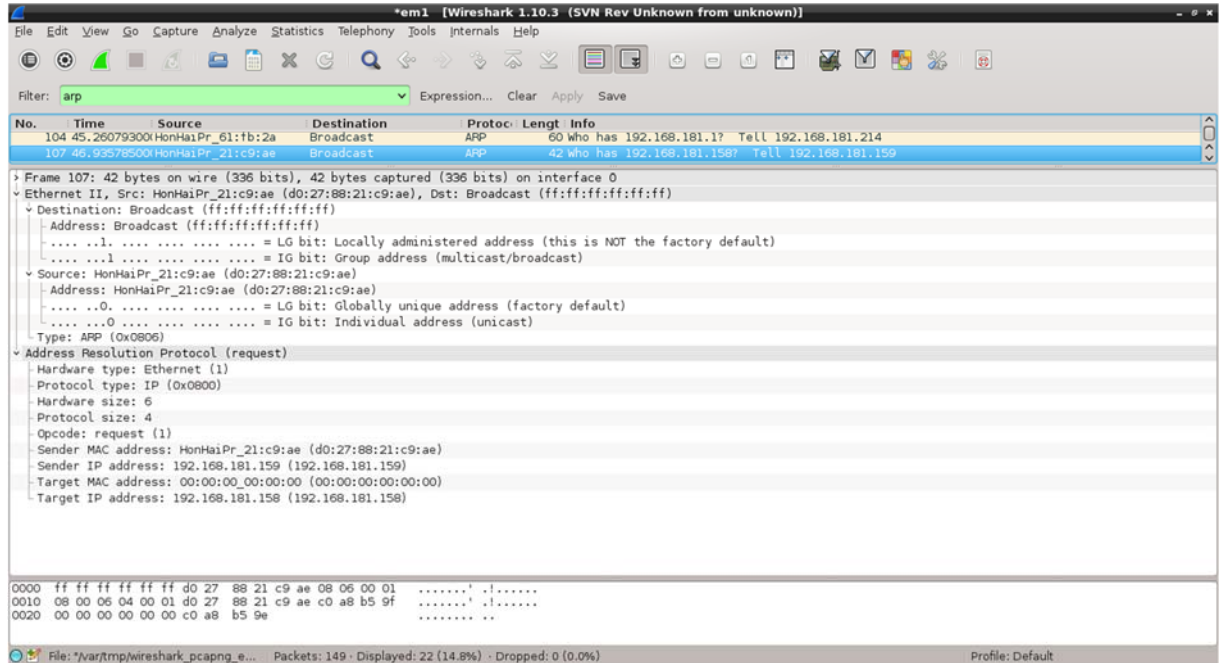 *em1 [Wireshark 1.10.3 (SVN Rev Unknown from unknown)]
File Edit View Go Capture Analyze Statistics Telephony Tools Internals Help
Filter: arp Expression... Clear Apply Save
No. Time Source Destination Protoc Lengt Info
104 45.26079300( HonHaiPr_61:fb:2a Broadcast ARP 60 Who has 192.168.181.1? Tell 192.168.181.214
107 46.93578500( HonHaiPr_21:c9:ae Broadcast ARP 42 Who has 192.168.181.158? Tell 192.168.181.159
Frame 107: 42 bytes on wire (336 bits), 42 bytes captured (336 bits) on interface 0
Ethernet II, Src: HonHaiPr_21:c9:ae (d0:27:88:21:c9:ae), Dst: Broadcast (ff:ff:ff:ff:ff:ff)
Destination: Broadcast (ff:ff:ff:ff:ff:ff)
Address: Broadcast (ff:ff:ff:ff:ff:ff)
.... ..1. .... .... .... .... = LG bit: Locally administered address (this is NOT the factory default)
.... ...1 .... .... .... .... = IG bit: Group address (multicast/broadcast)
Source: HonHaiPr_21:c9:ae (d0:27:88:21:c9:ae)
Address: HonHaiPr_21:c9:ae (d0:27:88:21:c9:ae)
.... ..0. .... .... .... .... = LG bit: Globally unique address (factory default)
.... ...0 .... .... .... .... = IG bit: Individual address (unicast)
Type: ARP (0x0806)
Address Resolution Protocol (request)
Hardware type: Ethernet (1)
Protocol type: IP (0x0800)
Hardware size: 6
Protocol size: 4
Opcode: request (1)
Sender MAC address: HonHaiPr_21:c9:ae (d0:27:88:21:c9:ae)
Sender IP address: 192.168.181.159 (192.168.181.159)
Target MAC address: 00:00:00_00:00:00 (00:00:00:00:00:00)
Target IP address: 192.168.181.158 (192.168.181.158)
0000 ff ff ff ff ff ff d0 27 88 21 c9 ae 08 06 00 01 .......' .!......
0010 08 00 06 04 00 01 d0 27 88 21 c9 ae c0 a8 b5 9f .......' .!......
0020 00 00 00 00 00 00 c0 a8 b5 9e ........ ..
File: "/var/tmp/wireshark_pcapng_e... Packets: 149 · Displayed: 22 (14.8%) · Dropped: 0 (0.0%) Profile: Default